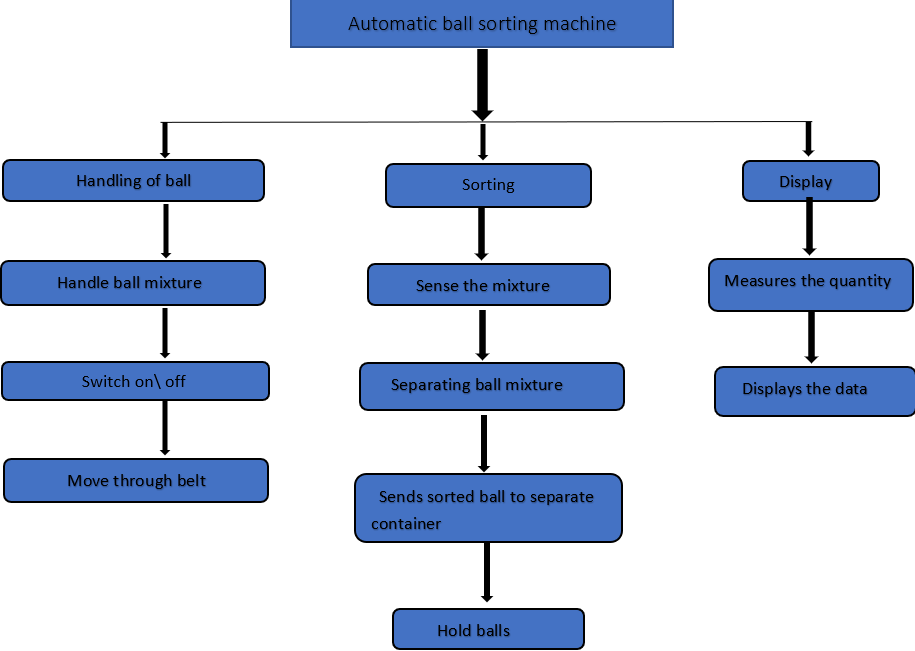 Automatic ball sorting machine
Handling of ball
Sorting
Display
Handle ball mixture
Sense the mixture
Measures the quantity
Switch on\ off
Separating ball mixture
Displays the data
Move through belt
Sends sorted ball to separate
container
Hold balls